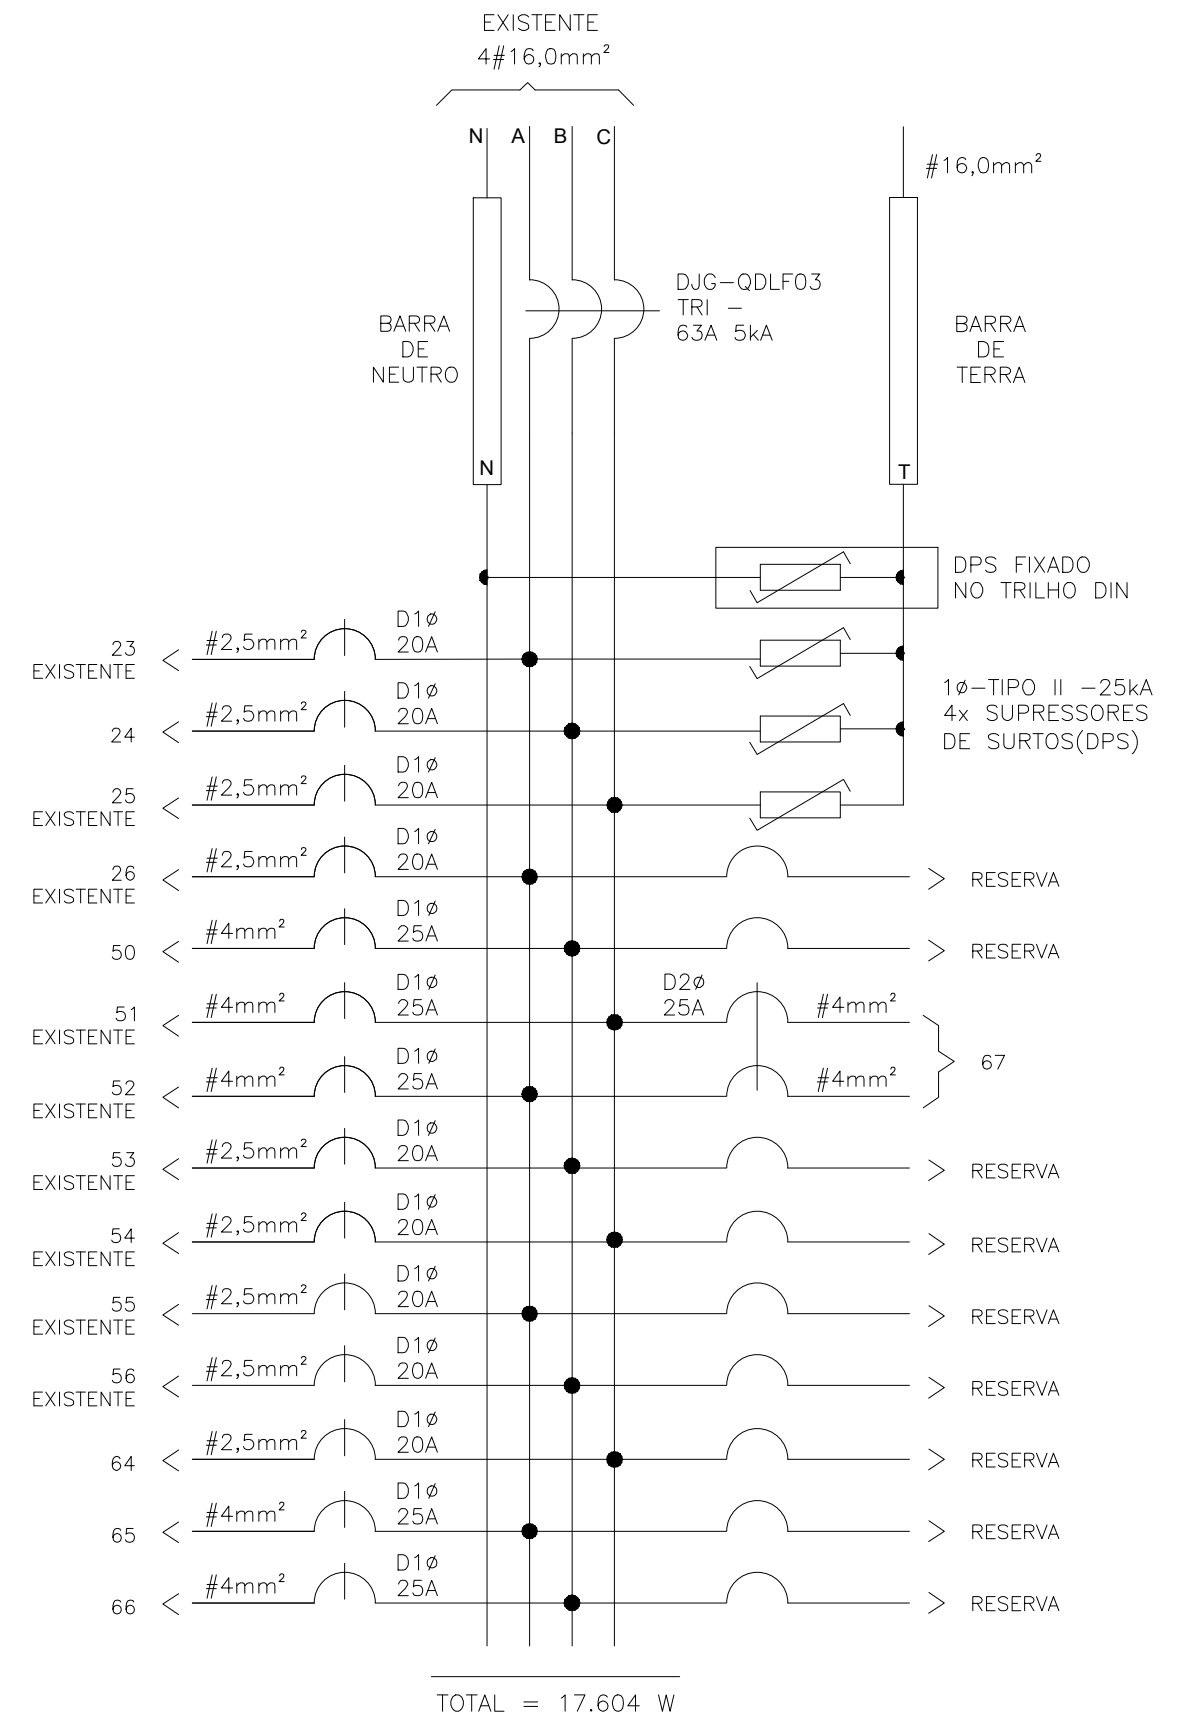 EXISTENTE
4#16,0mm²
N A B C
#16,0mm²
DJG-QDLF03
TRI -
63A 5kA
BARRA
DE
NEUTRO
BARRA
DE
TERRA
N
T
DPS FIXADO
NO TRILHO DIN
23
EXISTENTE
#2,5mm²
D1ø
20A
24
#2,5mm²
D1ø
20A
1ø-TIPO II -25kA
4x SUPRESSORES
DE SURTOS(DPS)
25
EXISTENTE
#2,5mm²
D1ø
20A
26
EXISTENTE
#2,5mm²
D1ø
20A
RESERVA
50
#4mm²
D1ø
25A
RESERVA
51
EXISTENTE
#4mm²
D1ø
25A
D2ø
25A
#4mm²
67
52
EXISTENTE
#4mm²
D1ø
25A
#4mm²
53
EXISTENTE
#2,5mm²
D1ø
20A
RESERVA
54
EXISTENTE
#2,5mm²
D1ø
20A
RESERVA
55
EXISTENTE
#2,5mm²
D1ø
20A
RESERVA
56
EXISTENTE
#2,5mm²
D1ø
20A
RESERVA
64
#2,5mm²
D1ø
20A
RESERVA
65
#4mm²
D1ø
25A
RESERVA
66
#4mm²
D1ø
25A
RESERVA
TOTAL = 17.604 W